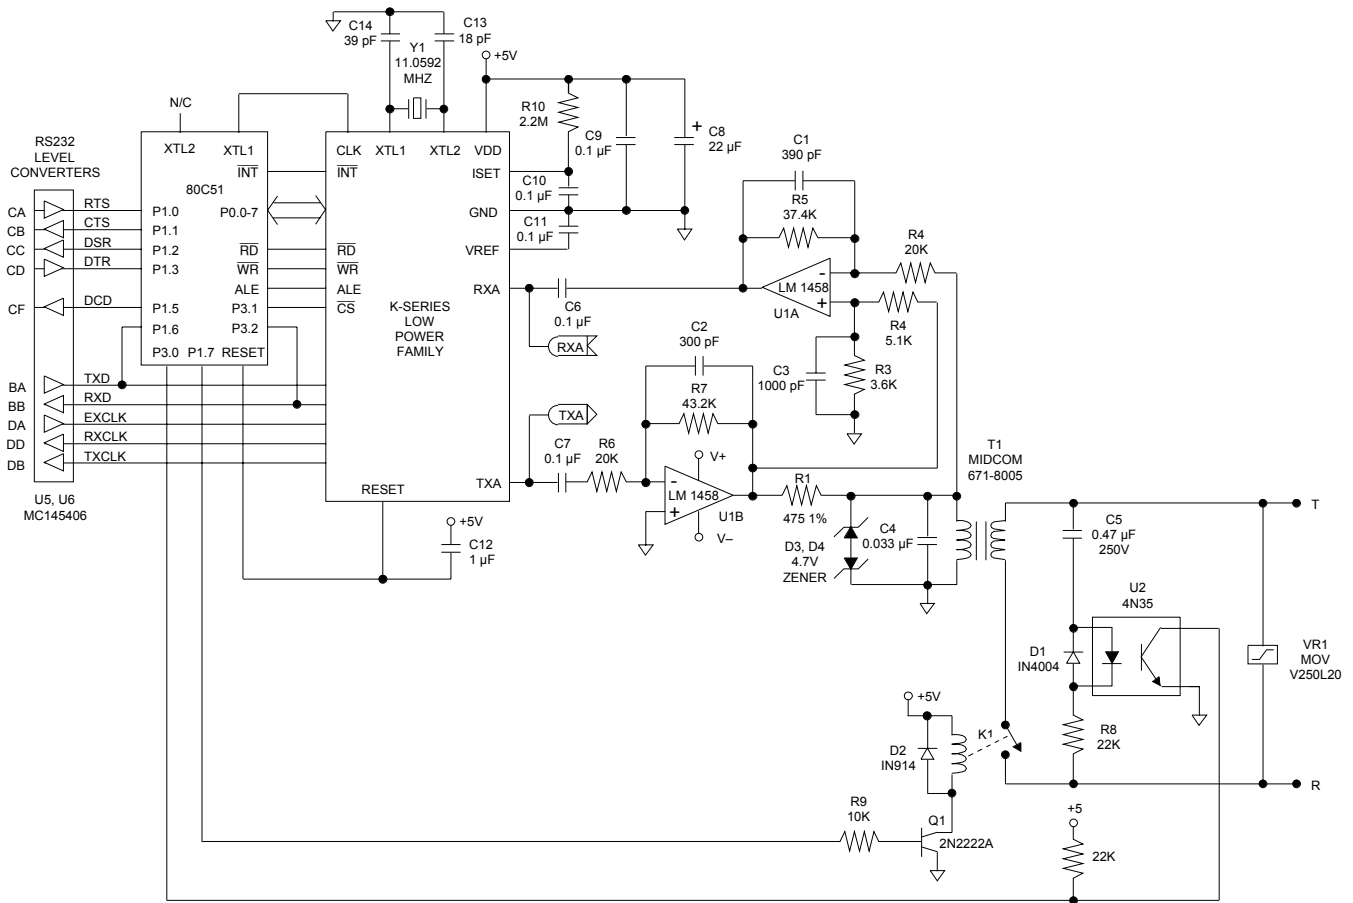 C14
39 pF
C13
18 pF
Y1
11.0592
MHZ
+5V
N/C
R10
2.2M
C9
0.1 µF
+
C8
22 µF
C1
390 pF
RS232
LEVEL
CONVERTERS
XTL2
XTL1
CLK
XTL1
XTL2
VDD
INT
INT
ISET
80C51
C10
0.1 µF
R5
37.4K
CA
RTS
P1.0
P0.0-7
GND
CB
CTS
P1.1
C11
0.1 µF
R4
20K
CC
DSR
P1.2
RD
RD
VREF
CD
DTR
P1.3
WR
WR
-
ALE
ALE
RXA
LM 1458
+
CF
DCD
P1.5
P3.1
CS
K-SERIES
LOW
POWER
FAMILY
C6
0.1 µF
U1A
R4
5.1K
P1.6
P3.2
C2
300 pF
RXA
P3.0
P1.7
RESET
C3
1000 pF
R3
3.6K
BA
TXD
R7
43.2K
BB
RXD
TXA
DA
EXCLK
DD
RXCLK
C7
0.1 µF
R6
20K
V+
T1
MIDCOM
671-8005
DB
TXCLK
TXA
-
LM 1458
+
R1
475 1%
RESET
U5, U6
MC145406
U1B
V–
T
+5V
C12
1 µF
D3, D4
4.7V
ZENER
C4
0.033 µF
C5
0.47 µF
250V
U2
4N35
D1
IN4004
VR1
MOV
V250L20
+5V
D2
IN914
K1
R8
22K
R
R9
10K
Q1
2N2222A
+5
22K